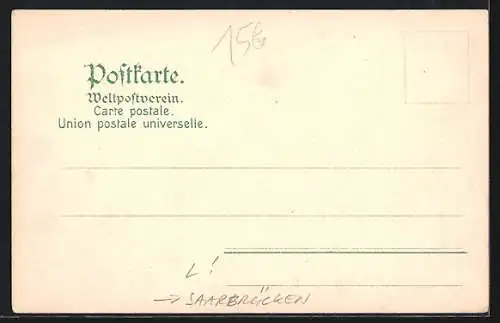 156
Postkarte.
Weltpostverein.
Carte postale.
Union postale universelle.
L!
→ SAARBRÜCKEN